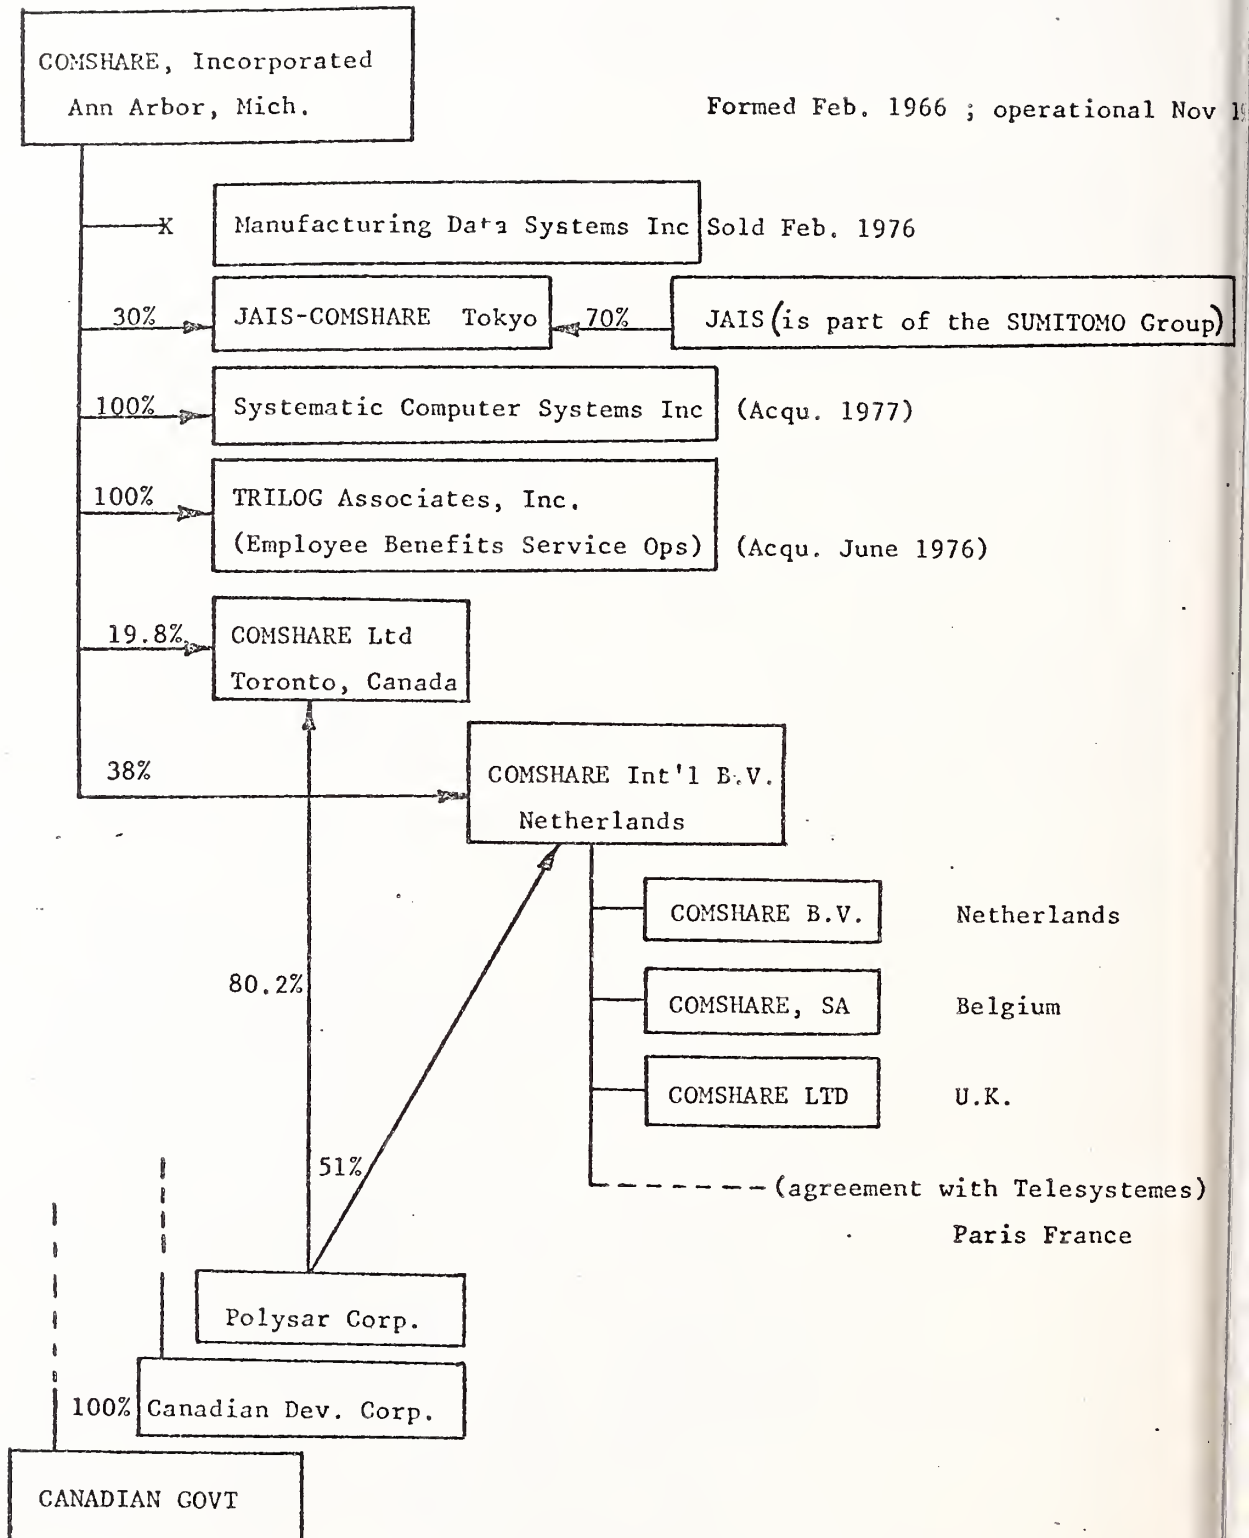 COMSHARE, Incorporated
Ann Arbor, Mich.
Formed Feb. 1966 ; operational Nov
K Manufacturing Data Systems Inc Sold Feb. 1976
30% JAIS-COMSHARE Tokyo 70% JAIS (is part of the SUMITOMO Group)
100% Systematic Computer Systems Inc (Acqu. 1977)
100% TRILOG Associates, Inc.
(Employee Benefits Service Ops) (Acqu. June 1976)
19.8% COMSHARE Ltd
Toronto, Canada
38% COMSHARE Int'l B.V.
Netherlands
COMSHARE B.V. Netherlands
80.2%
COMSHARE, SA Belgium
COMSHARE LTD U.K.
51%
(agreement with Telesystemes)
Paris France
Polysar Corp.
100% Canadian Dev. Corp.
CANADIAN GOVT